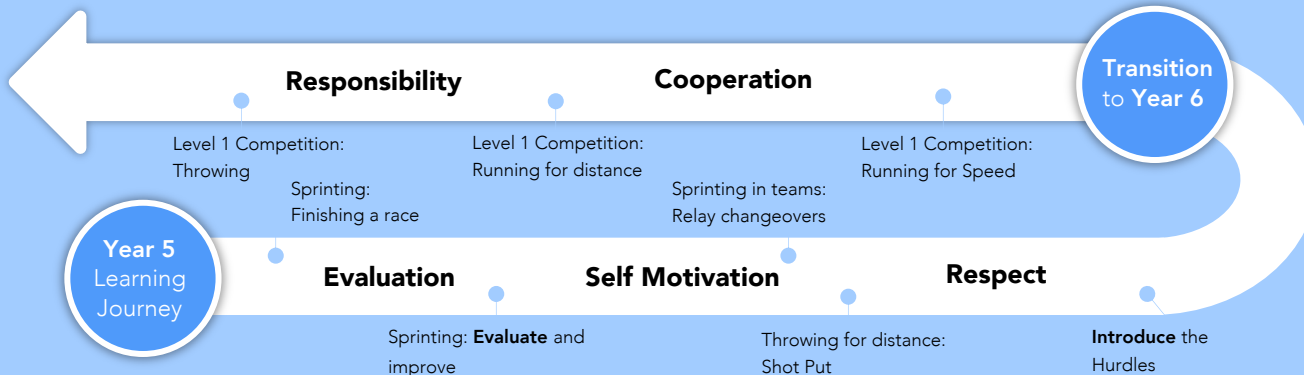 Responsibility
Cooperation
Transition
to Year 6
Level 1 Competition:
Throwing
Level 1 Competition:
Running for distance
Level 1 Competition:
Running for Speed
Sprinting:
Finishing a race
Sprinting in teams:
Relay changeovers
Year 5
Learning
Journey
Evaluation
Self Motivation
Respect
Sprinting: Evaluate and
improve
Throwing for distance:
Shot Put
Introduce the
Hurdles